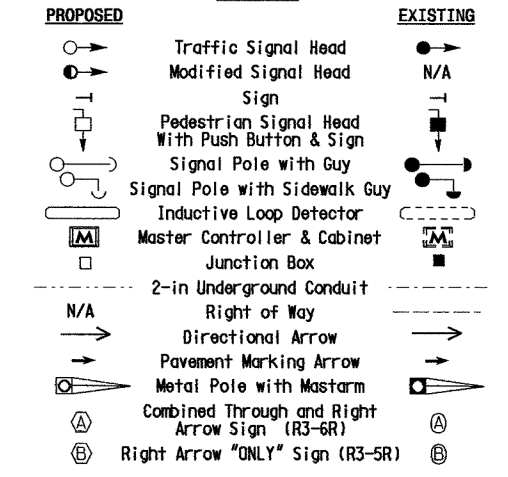 PROPOSED EXISTING
Traffic Signal Head
Modified Signal Head N/A
Sign
Pedestrian Signal Head
With Push Button & Sign
Signal Pole with Guy
Signal Pole with Sidewalk Guy
Inductive Loop Detector
M Master Controller & Cabinet M
Junction Box
2-in Underground Conduit
N/A Right of Way
Directional Arrow
Pavement Marking Arrow
Metal Pole with Mastarm
Combined Through and Right
A Arrow Sign (R3-6R) A
B Right Arrow "ONLY" Sign (R3-5R) B